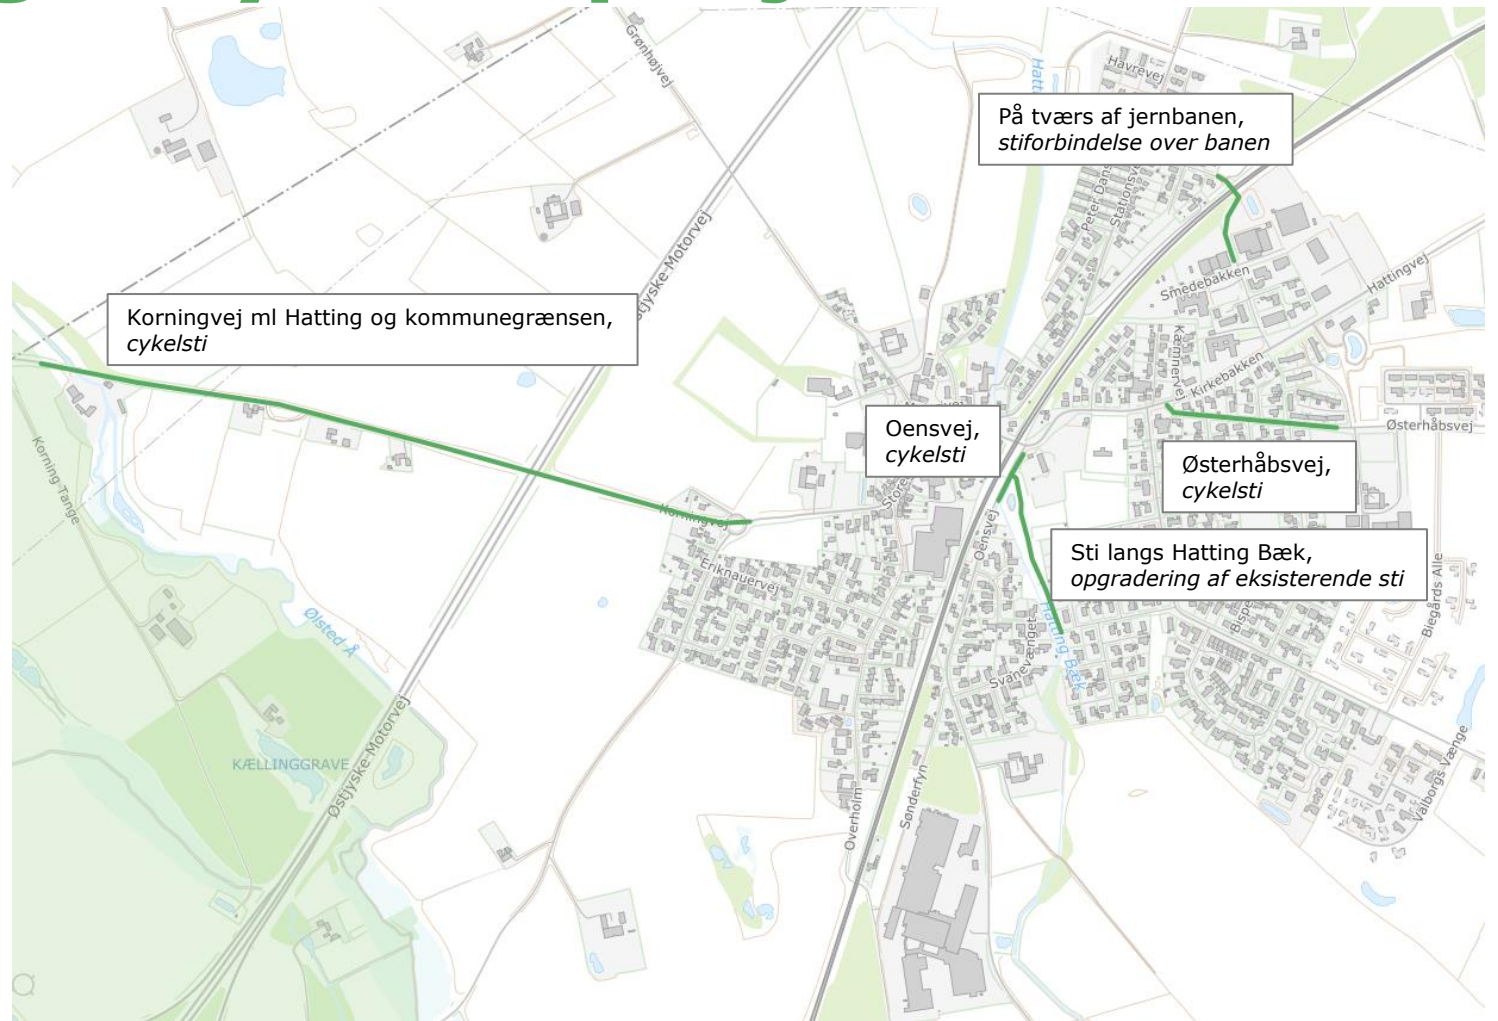 Grønhøjvej
Havrevej
På tværs af jernbanen,
stiforbindelse over banen
Stationsvej
Smedebakken
Hattingvej
Østjyske Motorvej
Korningvej ml Hatting og kommunegrænsen,
cykelsti
Kæmnervej
Kirkebakken
Oensvej,
cykelsti
Østerhåbsvej
Østerhåbsvej,
cykelsti
Korning Tange
Korningvej
Oensvej
Sti langs Hatting Bæk,
opgradering af eksisterende sti
Eriknauervej
Biegårds Alle
Ølsted Å
Hatting Bæk
Svanevænget
Østjyske Motorvej
KÆLLINGGRAVE
Overholm
Sønderfyn
Valborgs Vænge